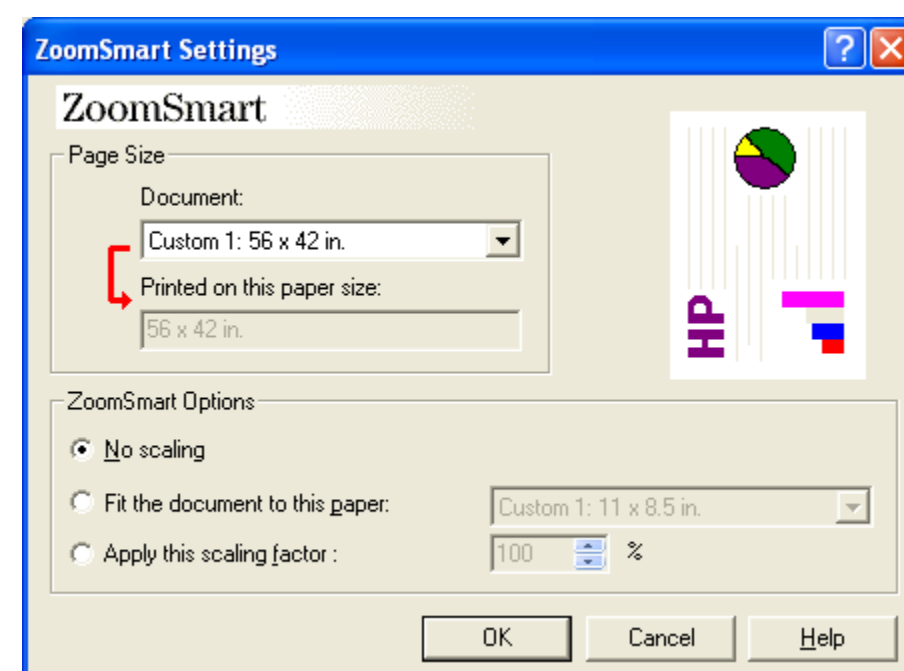 ZoomSmart Settings
ZoomSmart
Page Size
Document:
Custom 1: 56 x 42 in.
Printed on this paper size:
56 x 42 in.
HP
ZoomSmart Options
No scaling
Fit the document to this paper:
Custom 1: 11 x 8.5 in.
Apply this scaling factor :
100 %
OK Cancel Help